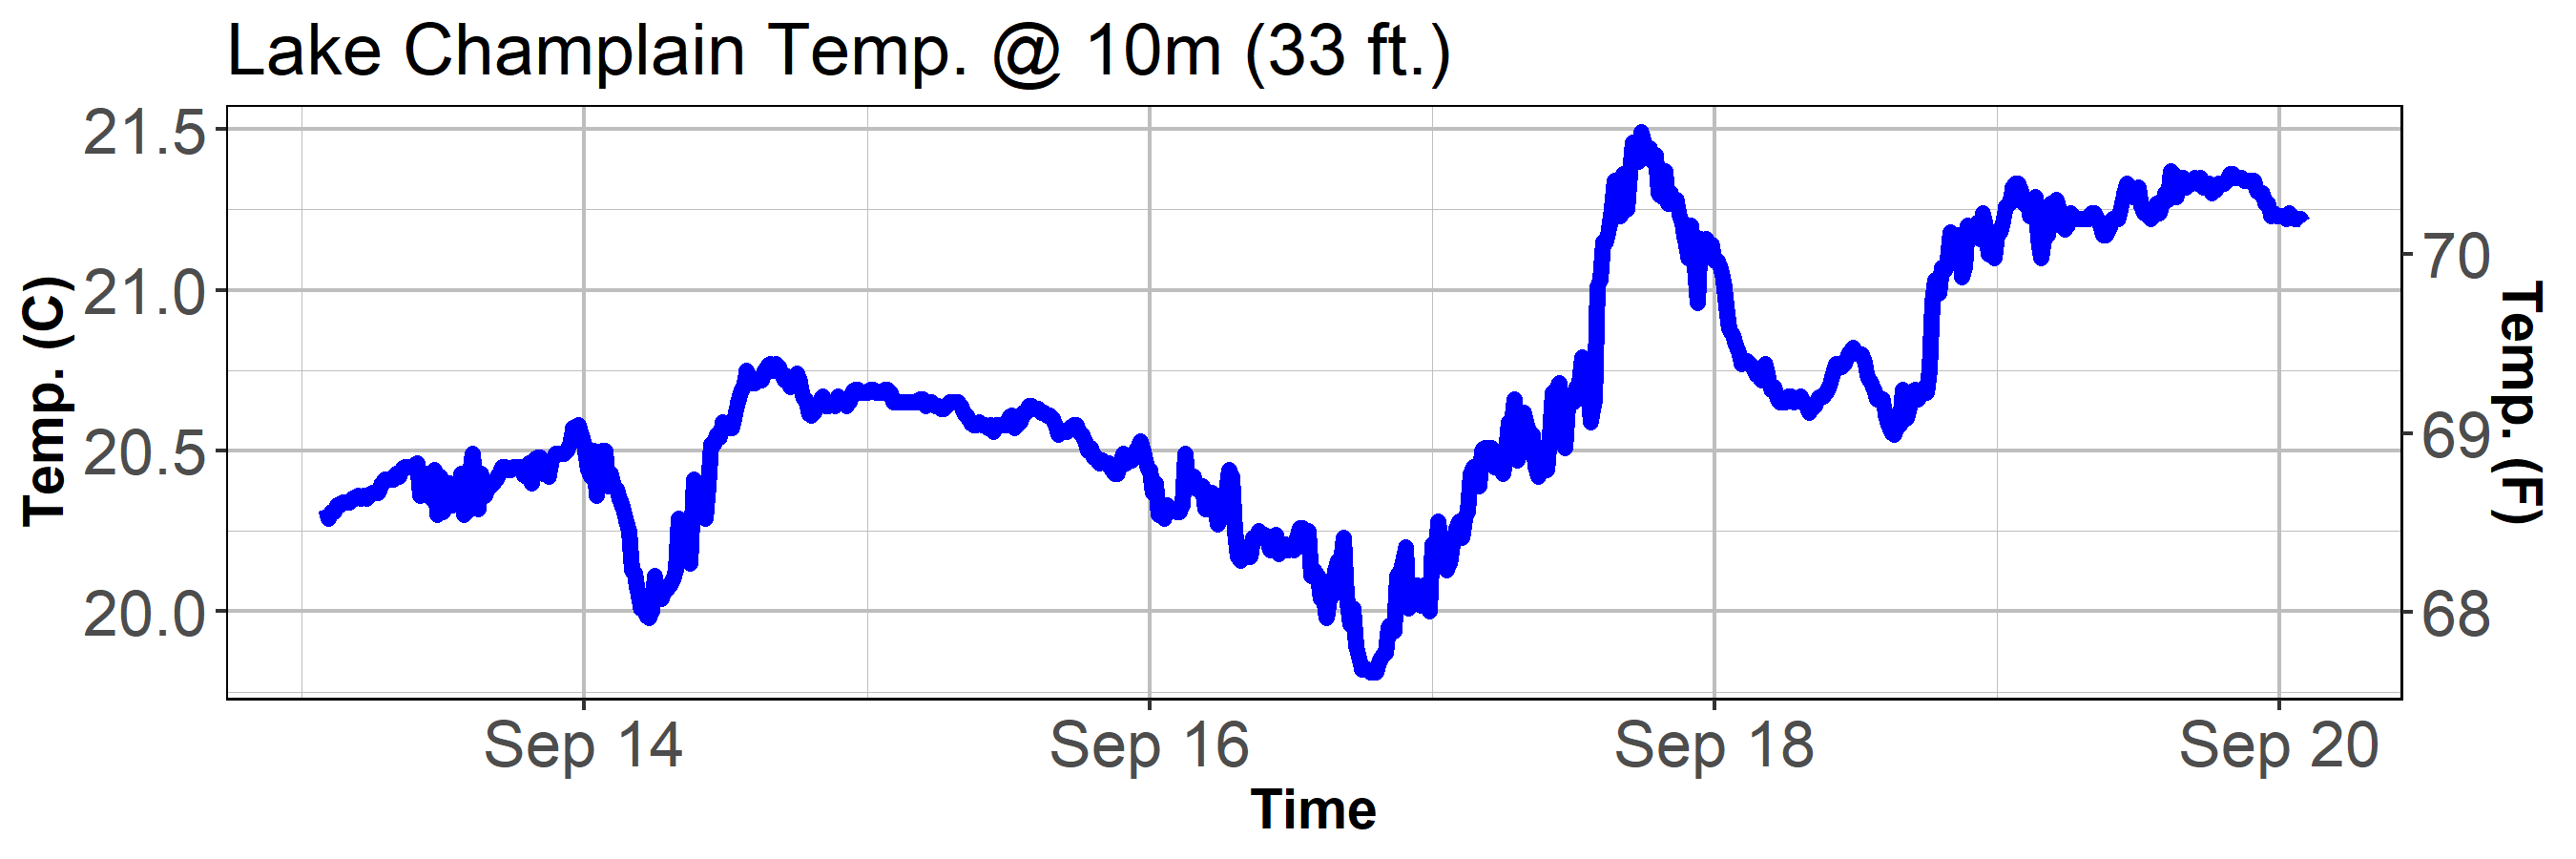 Lake Champlain Temp. @ 10m (33 ft.)
21.5
21.0
20.5
20.0
Temp. (C)
70
69
68
Temp. (F)
Sep 14 Sep 16 Sep 18 Sep 20
Time